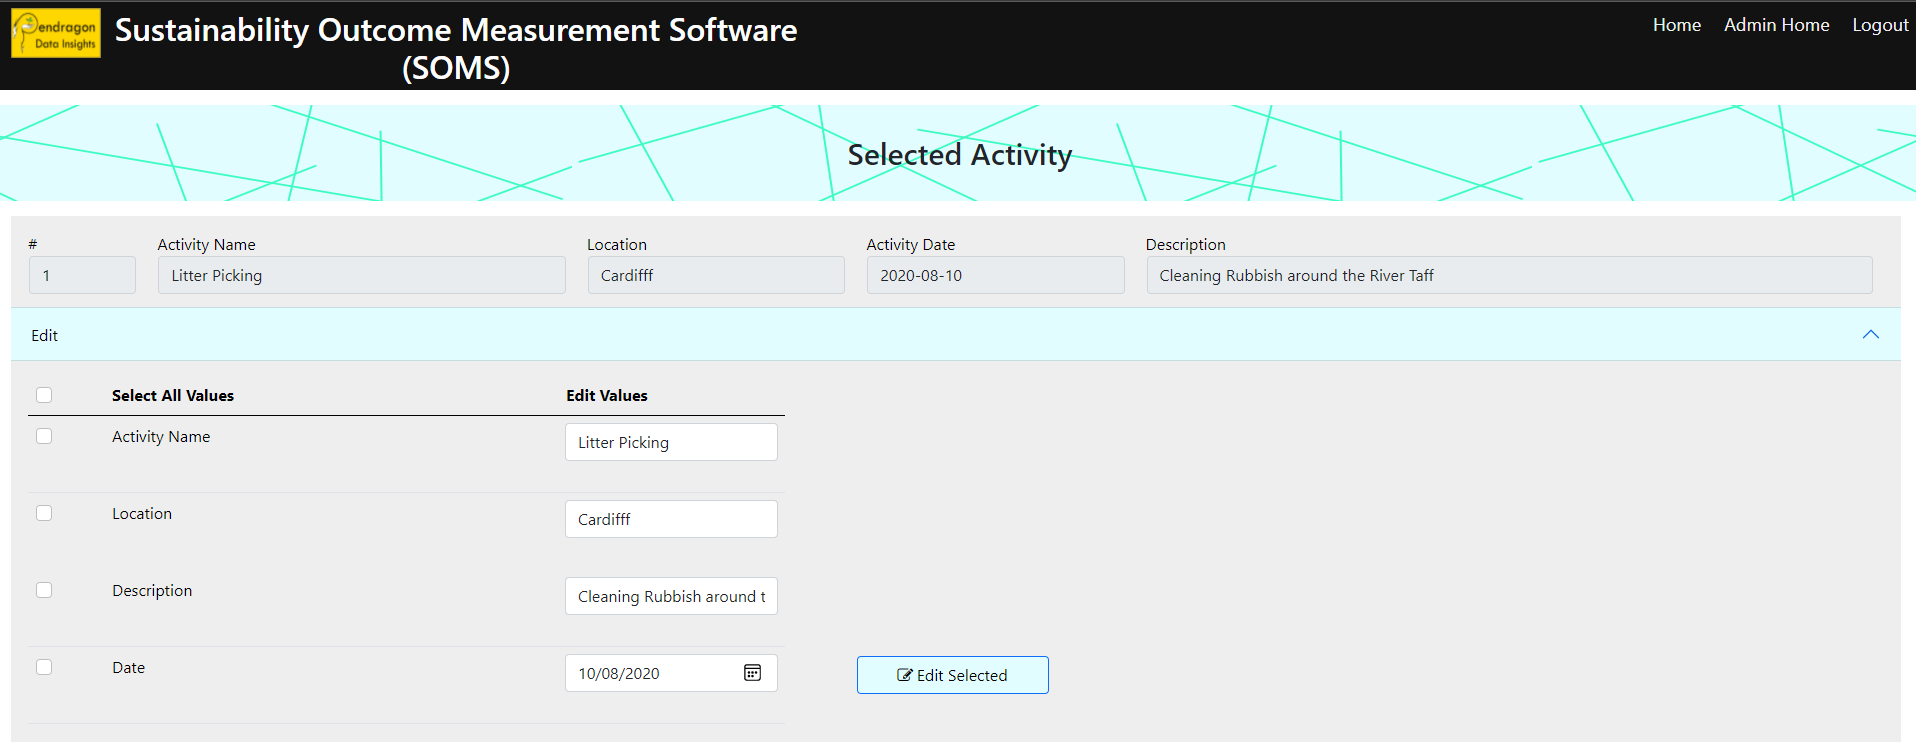 Pendragon
Data Insights
Sustainability Outcome Measurement Software
(SOMS)
Home Admin Home Logout
Selected Activity
# Activity Name Location Activity Date Description
1 Litter Picking Cardifff 2020-08-10 Cleaning Rubbish around the River Taff
Edit
Select All Values Edit Values
Activity Name Litter Picking
Location Cardifff
Description Cleaning Rubbish around t
Date 10/08/2020 Edit Selected